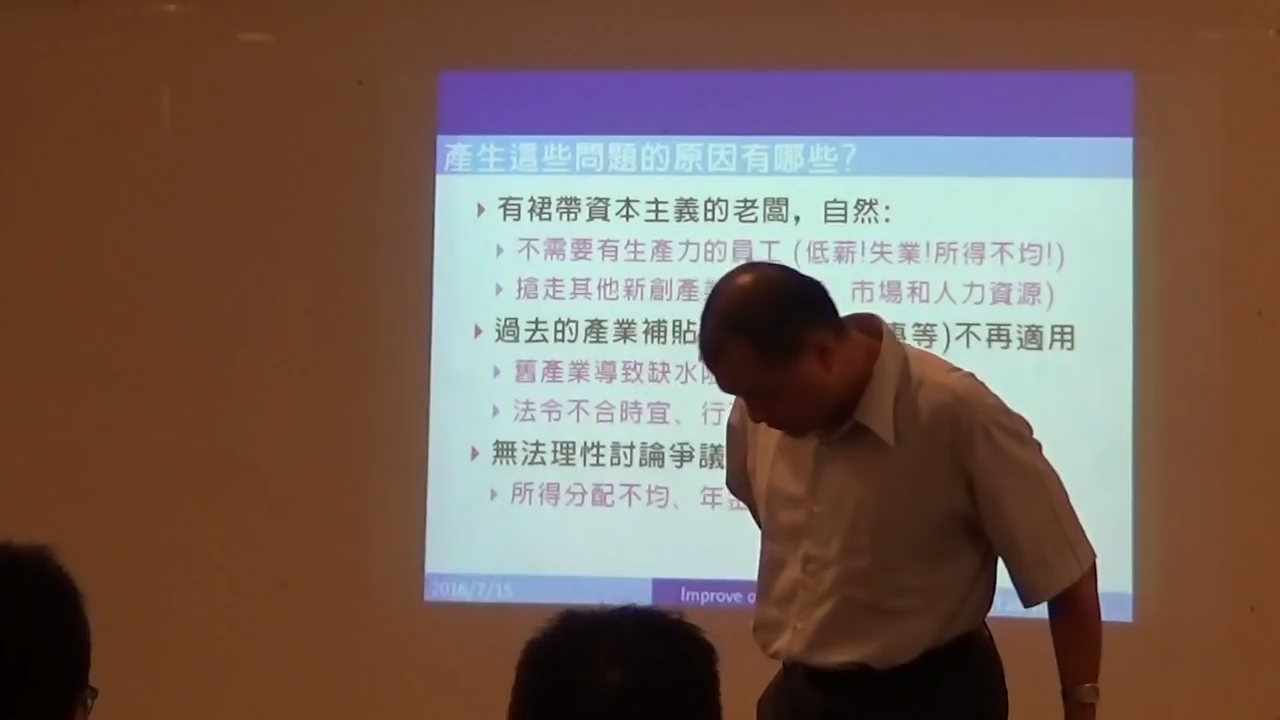 產生這些問題的原因有哪些?
有裙帶資本主義的老闆，自然:
不需要有生產力的員工 (低薪!失業!所得不均!)
搶走其他新創產 市場和人力資源)
過去的產業補貼 等)不再適用
舊產業導致缺水
法令不合時宜、行
無法理性討論爭議
所得分配不均、年
2016/7/15
Improve